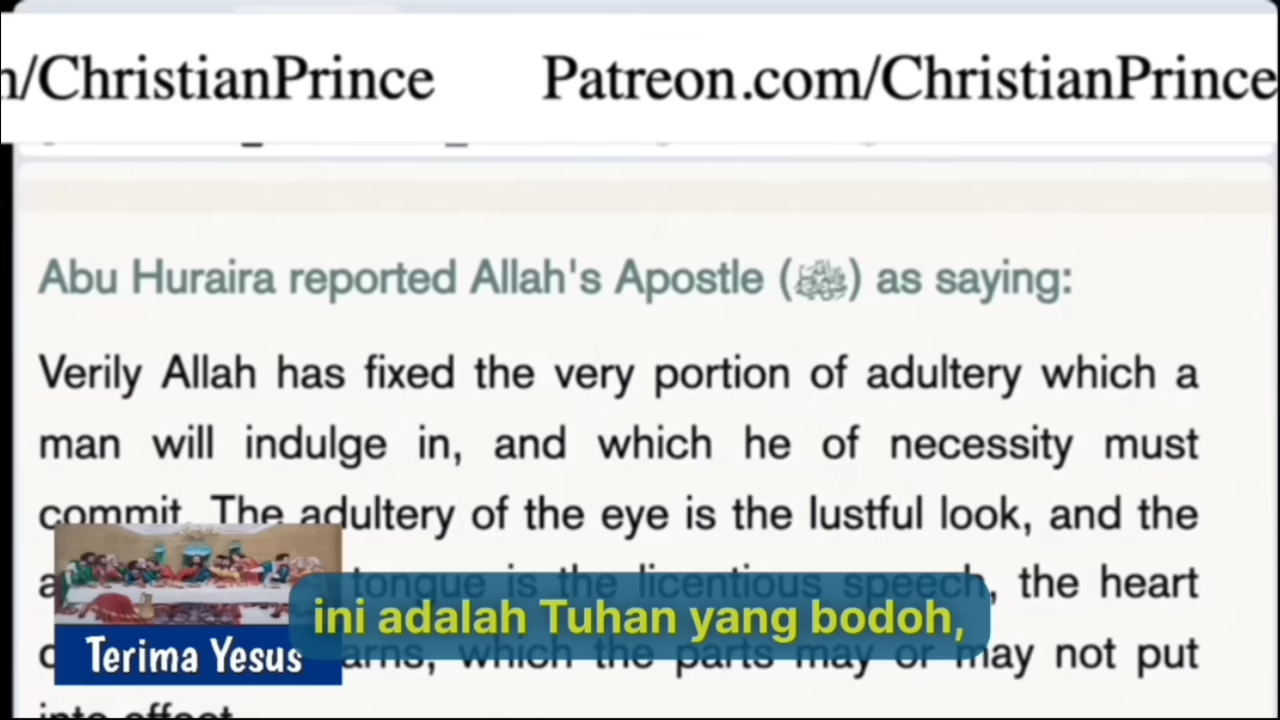 n/ChristianPrince Patreon.com/ChristianPrince
Abu Huraira reported Allah's Apostle (ﷺ) as saying:
Verily Allah has fixed the very portion of adultery which a
man will indulge in, and which he of necessity must
commit. The adultery of the eye is the lustful look, and the
tongue is the licentious speech, the heart
which the parts may or may not put
into effect.
ini adalah Tuhan yang bodoh,
Terima Yesus